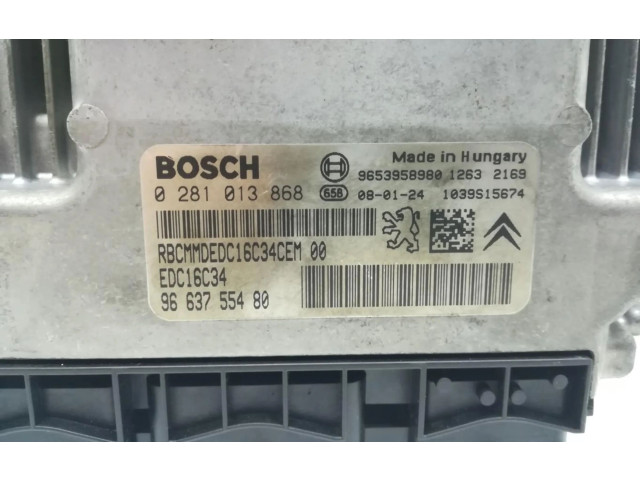 BOSCH
Made in Hungary
9653958980 1263 2169
0 281 013 868 658 08-01-24 1039S15674
RBCMMDEDC16C34CEM 00
EDC16C34
96 637 554 80